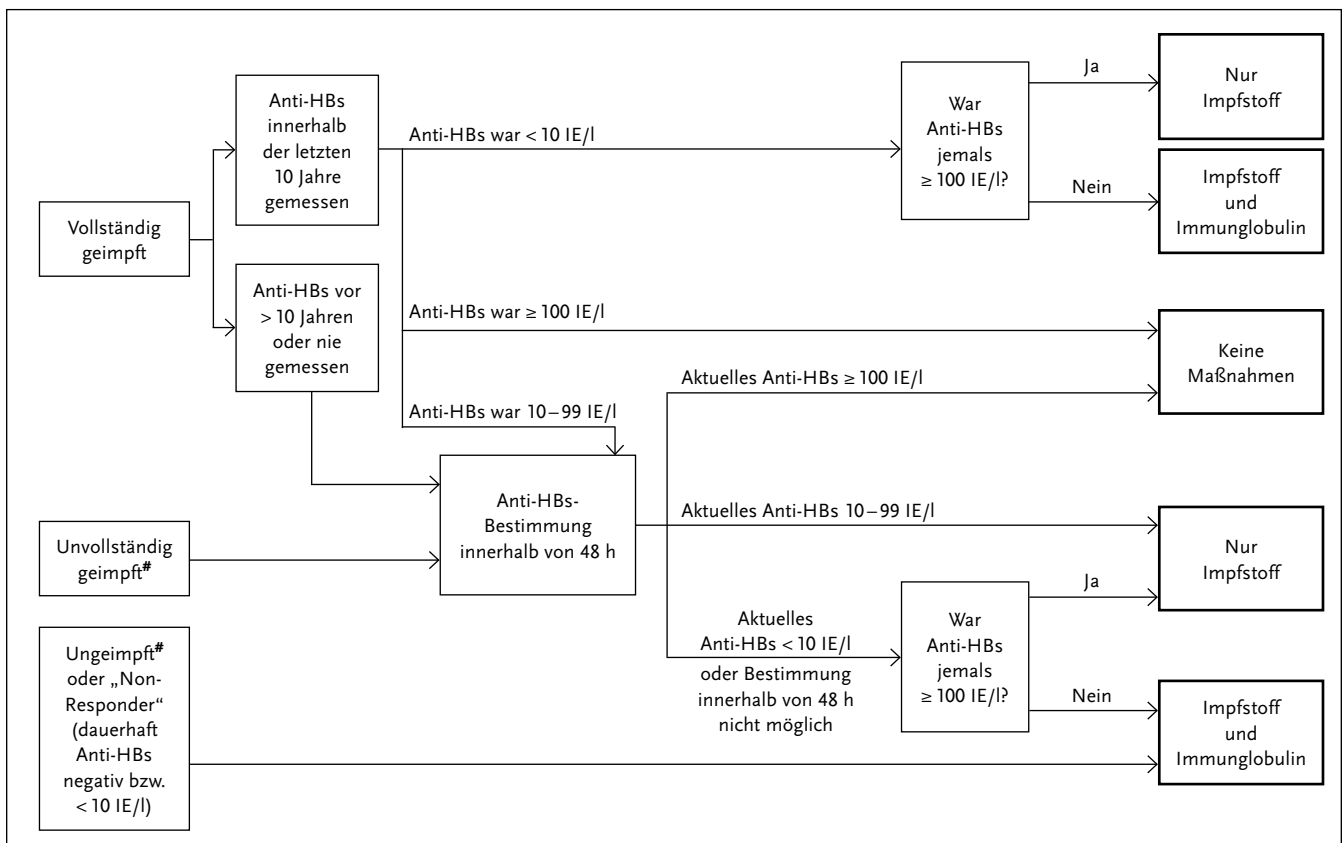 Vollständig
geimpft
Anti-HBs
innerhalb
der letzten
10 Jahre
gemessen
Anti-HBs vor
> 10 Jahren
oder nie
gemessen
Anti-HBs war < 10 IE/l
War
Anti-HBs
jemals
≥ 100 IE/l?
Ja
Nur
Impfstoff
Nein
Impfstoff
und
Immunglobulin
Anti-HBs war ≥ 100 IE/l
Keine
Maßnahmen
Anti-HBs war 10–99 IE/l
Unvollständig
geimpft#
Anti-HBs-
Bestimmung
innerhalb von 48 h
Aktuelles Anti-HBs ≥ 100 IE/l
Aktuelles Anti-HBs 10–99 IE/l
Nur
Impfstoff
Aktuelles
Anti-HBs < 10 IE/l
oder Bestimmung
innerhalb von 48 h
nicht möglich
War
Anti-HBs
jemals
≥ 100 IE/l?
Ja
Nein
Impfstoff
und
Immunglobulin
Ungeimpft#
oder „Non-
Responder“
(dauerhaft
Anti-HBs
negativ bzw.
< 10 IE/l)